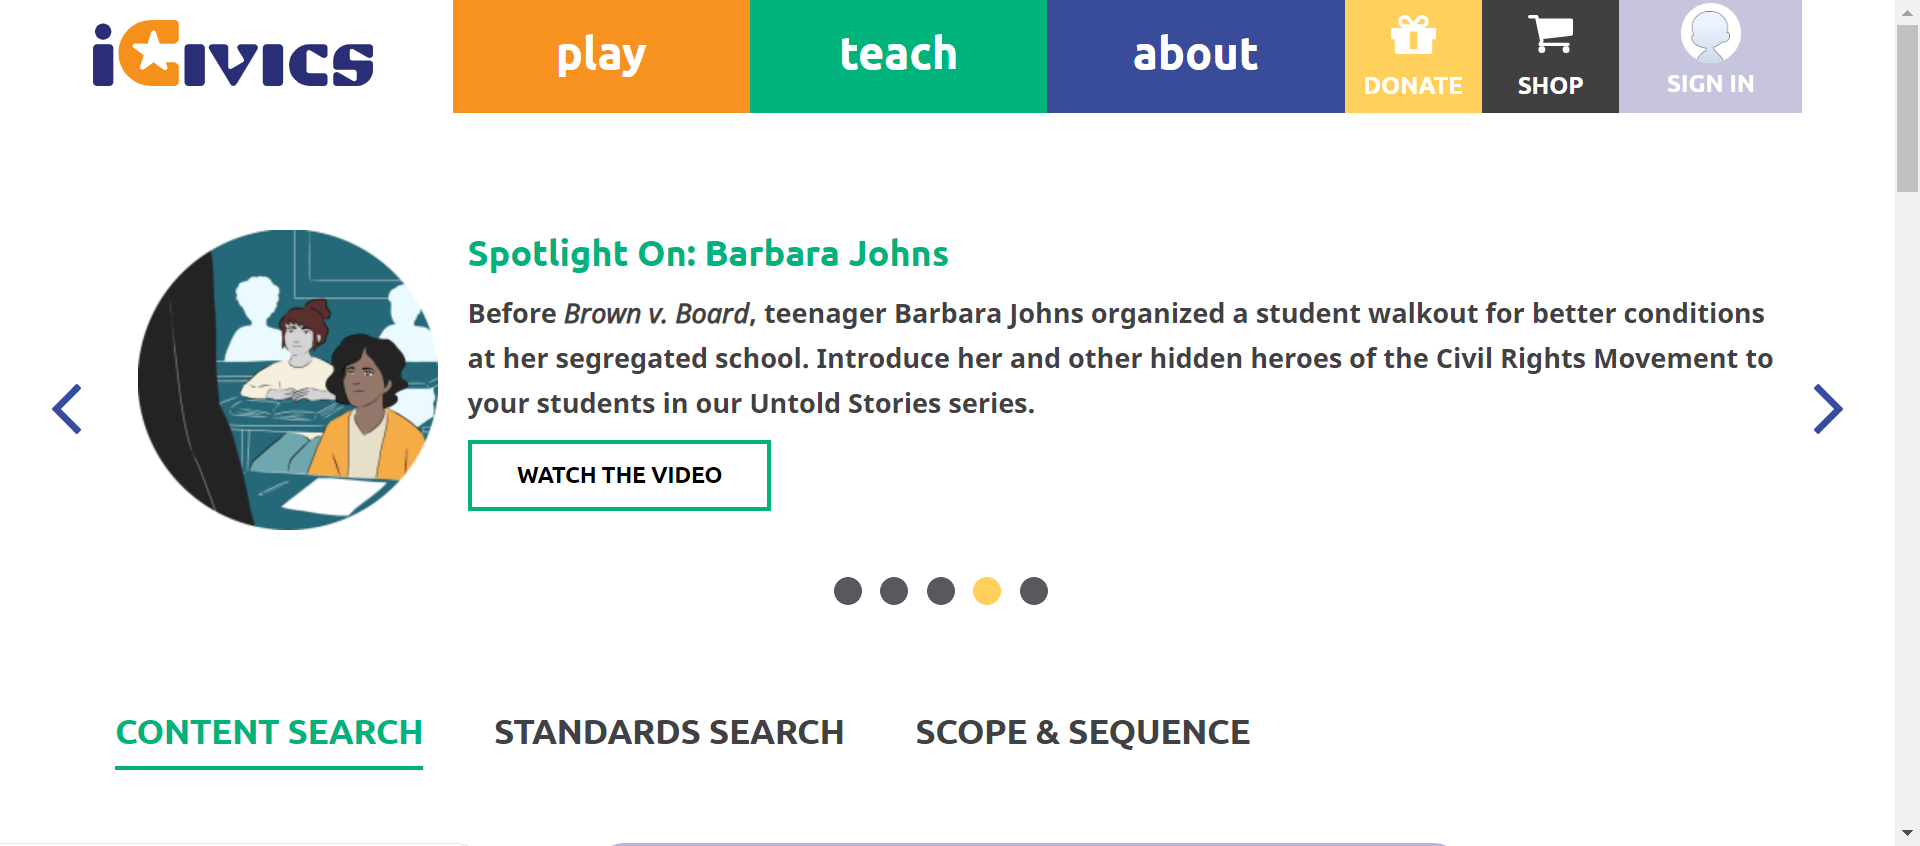 iCivics
play
teach
about
DONATE
SHOP
SIGN IN
Spotlight On: Barbara Johns
Before Brown v. Board, teenager Barbara Johns organized a student walkout for better conditions
at her segregated school. Introduce her and other hidden heroes of the Civil Rights Movement to
your students in our Untold Stories series.
WATCH THE VIDEO
CONTENT SEARCH
STANDARDS SEARCH
SCOPE & SEQUENCE